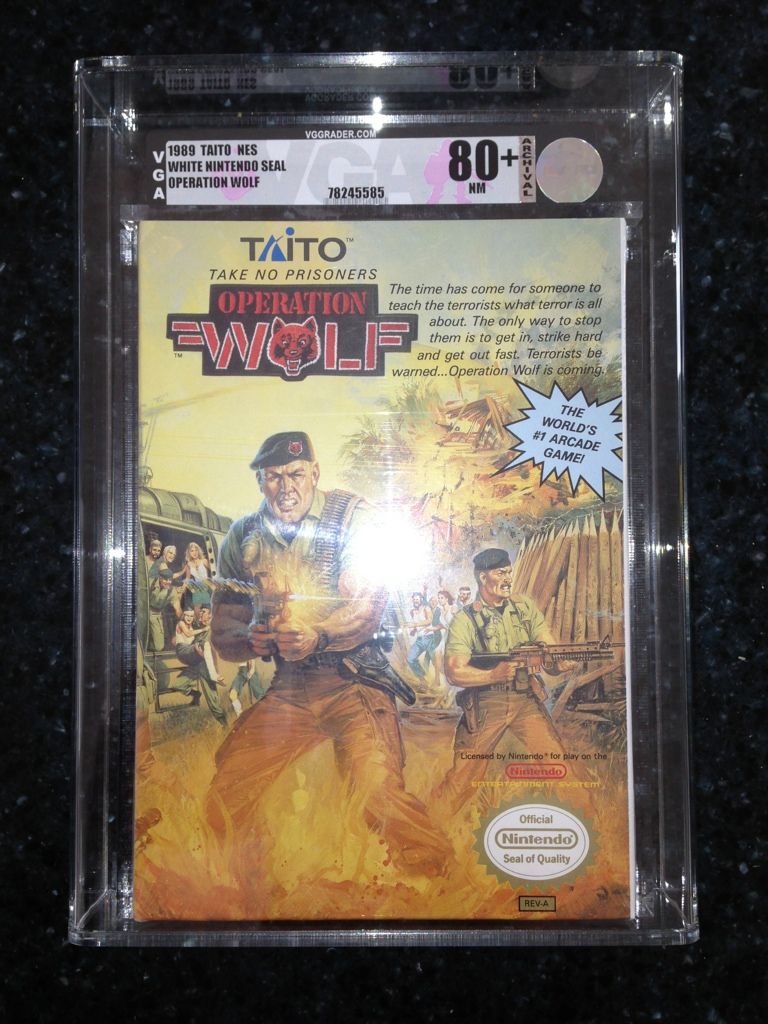 VGGRADER.COM
VGA
1989 TAITO NES
WHITE NINTENDO SEAL
OPERATION WOLF
78245585
80+
NM
ARCHIVAL
TAITO™
TAKE NO PRISONERS
OPERATION
WOLF
™
The time has come for someone to
teach the terrorists what terror is all
about. The only way to stop
them is to get in, strike hard
and get out fast. Terrorists be
warned...Operation Wolf is coming.
THE
WORLD'S
#1 ARCADE
GAME!
Licensed by Nintendo® for play on the
Nintendo
ENTERTAINMENT SYSTEM
Official
Nintendo®
Seal of Quality
REV-A